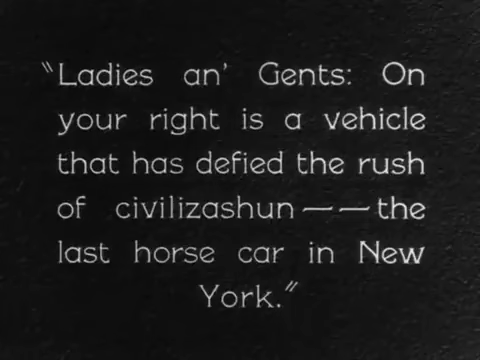 “Ladies an’ Gents: On
your right is a vehicle
that has defied the rush
of civilizashun — — the
last horse car in New
York.”